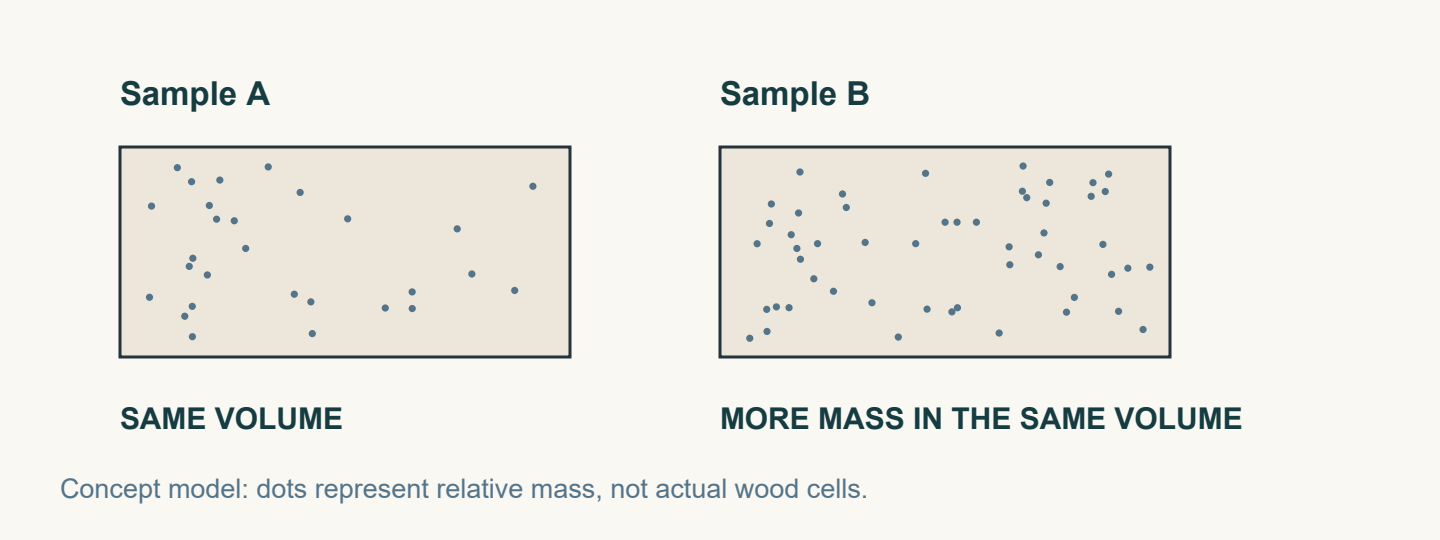 Sample A
Sample B
SAME VOLUME
MORE MASS IN THE SAME VOLUME
Concept model: dots represent relative mass, not actual wood cells.